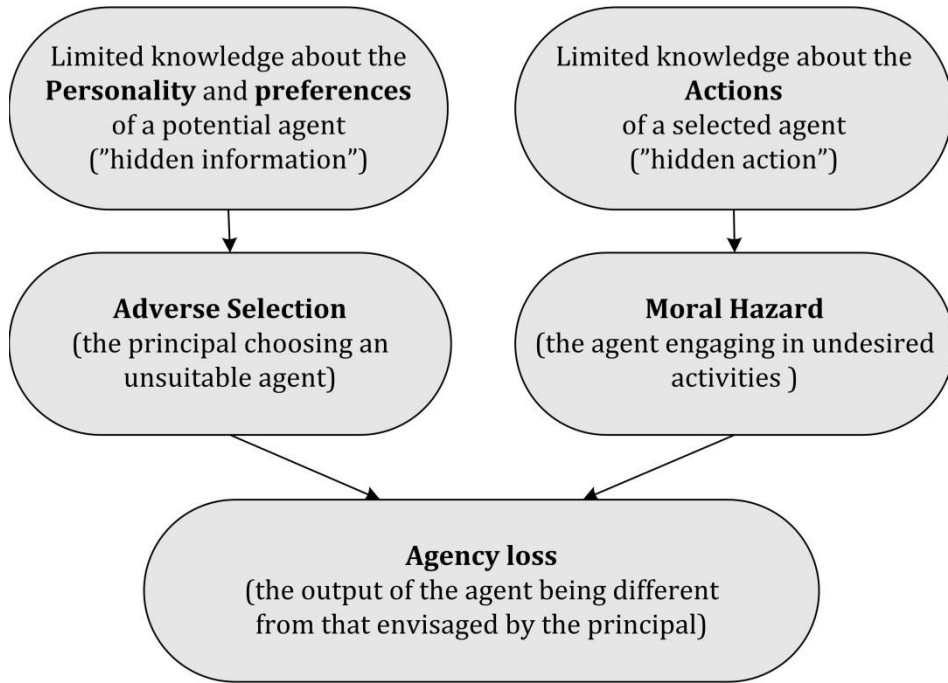 Limited knowledge about the
Personality and preferences
of a potential agent
(”hidden information”)
Limited knowledge about the
Actions
of a selected agent
(”hidden action”)
Adverse Selection
(the principal choosing an
unsuitable agent)
Moral Hazard
(the agent engaging in undesired
activities )
Agency loss
(the output of the agent being different
from that envisaged by the principal)